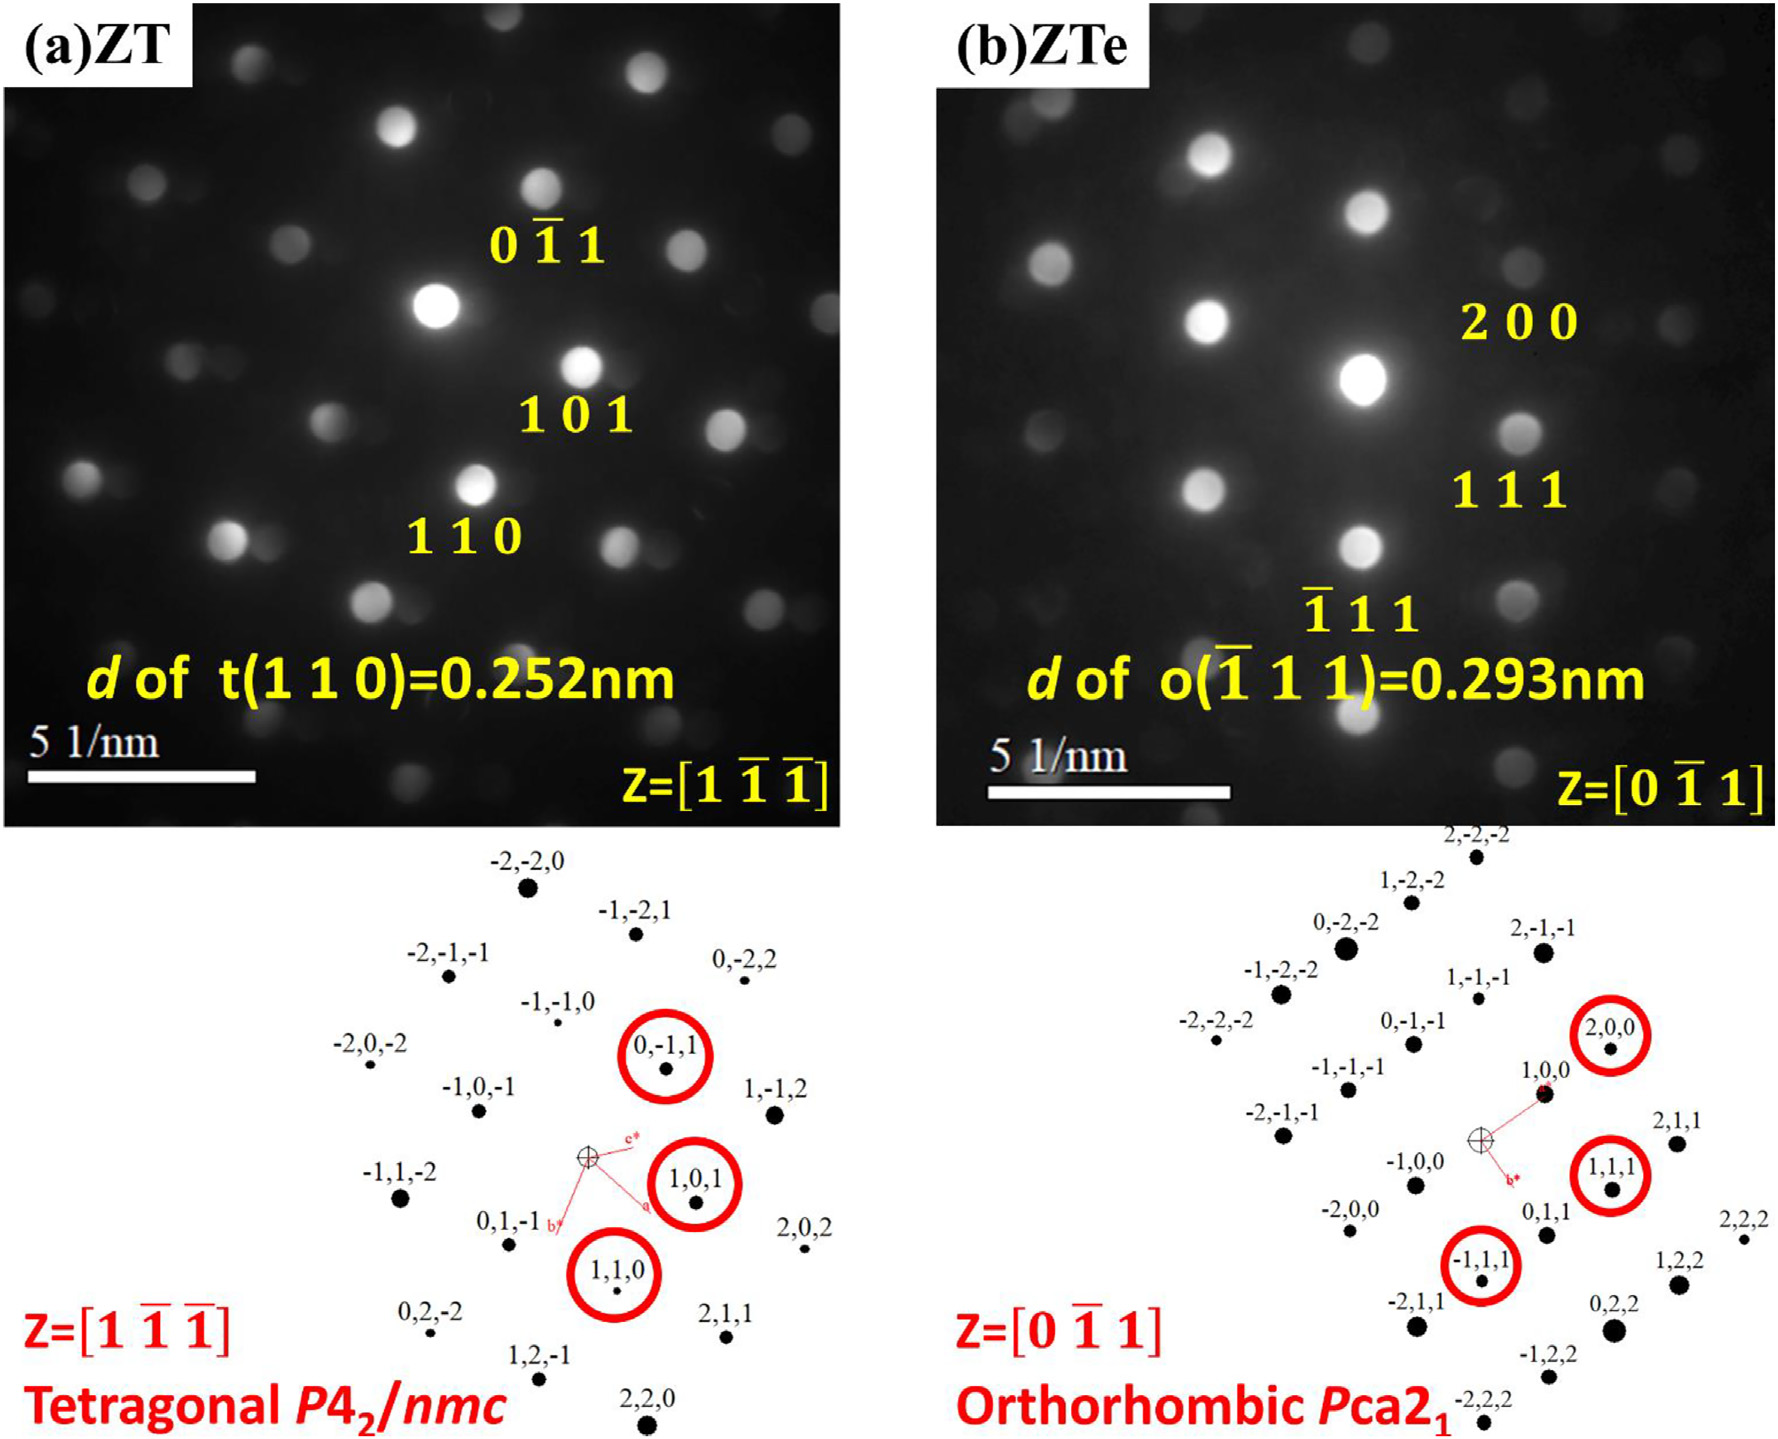 (a)ZT
0 1̅ 1
1 0 1
1 1 0
d of t(1 1 0)=0.252nm
5 1/nm
Z=[1 1̅ 1̅]
(b)ZTe
2 0 0
1 1 1
1̅ 1 1
d of o(1̅ 1 1)=0.293nm
5 1/nm
Z=[0 1̅ 1]
-2,-2,0
-1,-2,1
-2,-1,-1
0,-2,2
-1,-1,0
0,-1,1
-2,0,-2
-1,0,-1
1,-1,2
c*
-1,1,-2
1,0,1
a
0,1,-1
b*
2,0,2
1,1,0
0,2,-2
2,1,1
1,2,-1
2,2,0
Z=[1 1̅ 1̅]
Tetragonal P4₂/nmc
2,-2,-2
1,-2,-2
0,-2,-2
2,-1,-1
-1,-2,-2
1,-1,-1
-2,-2,-2
0,-1,-1
2,0,0
-1,-1,-1
1,0,0
a*
-2,-1,-1
2,1,1
-1,0,0
1,1,1
b*
-2,0,0
0,1,1
2,2,2
-1,1,1
1,2,2
-2,1,1
0,2,2
-1,2,2
-2,2,2
Z=[0 1̅ 1]
Orthorhombic Pca2₁